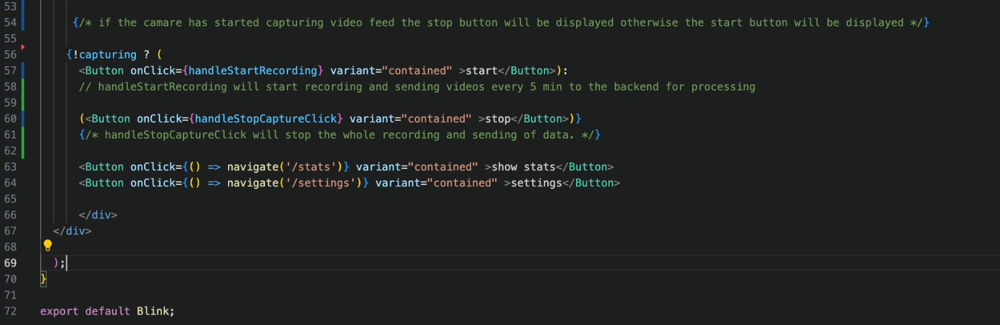 53
54 {/* if the camare has started capturing video feed the stop button will be displayed otherwise the start button will be displayed */}
55
56 {!capturing ? (
57 <Button onClick={handleStartRecording} variant="contained" >start</Button>):
58 // handleStartRecording will start recording and sending videos every 5 min to the backend for processing
59
60 (<Button onClick={handleStopCaptureClick} variant="contained" >stop</Button>)}
61 {/* handleStopCaptureClick will stop the whole recording and sending of data. */}
62
63 <Button onClick={() => navigate('/stats')} variant="contained" >show stats</Button>
64 <Button onClick={() => navigate('/settings')} variant="contained" >settings</Button>
65
66 </div>
67 </div>
68
69 );
70 }
71
72 export default Blink;